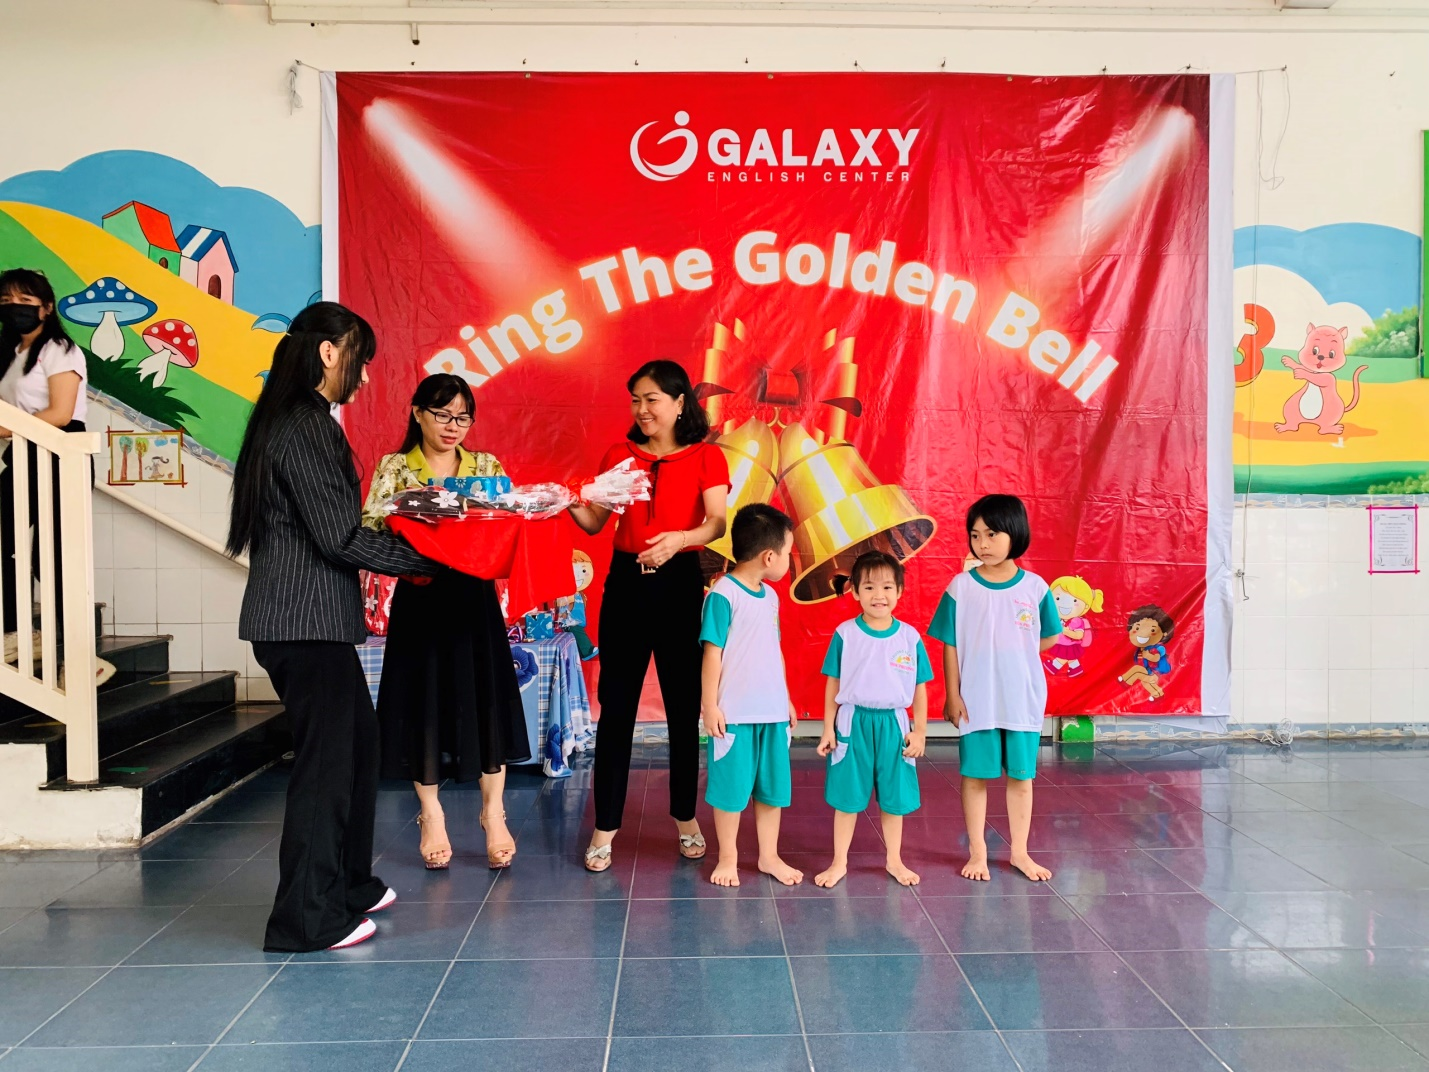 GALAXY
ENGLISH CENTER
Ring The Golden Bell